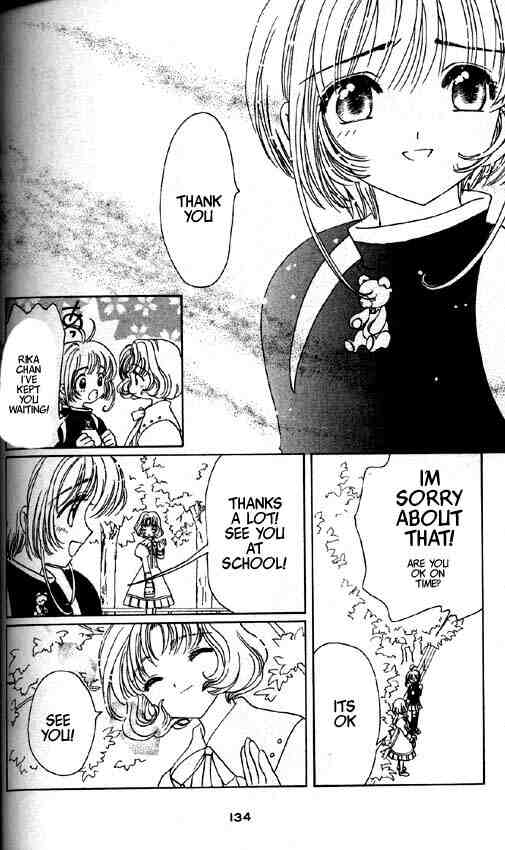 THANK
YOU
RIKA
CHAN
I'VE
KEPT
YOU
WAITING!
IM
SORRY
ABOUT
THAT!
ARE YOU
OK ON
TIME?
ITS
OK
THANKS
A LOT!
SEE YOU
AT
SCHOOL!
SEE
YOU!
134